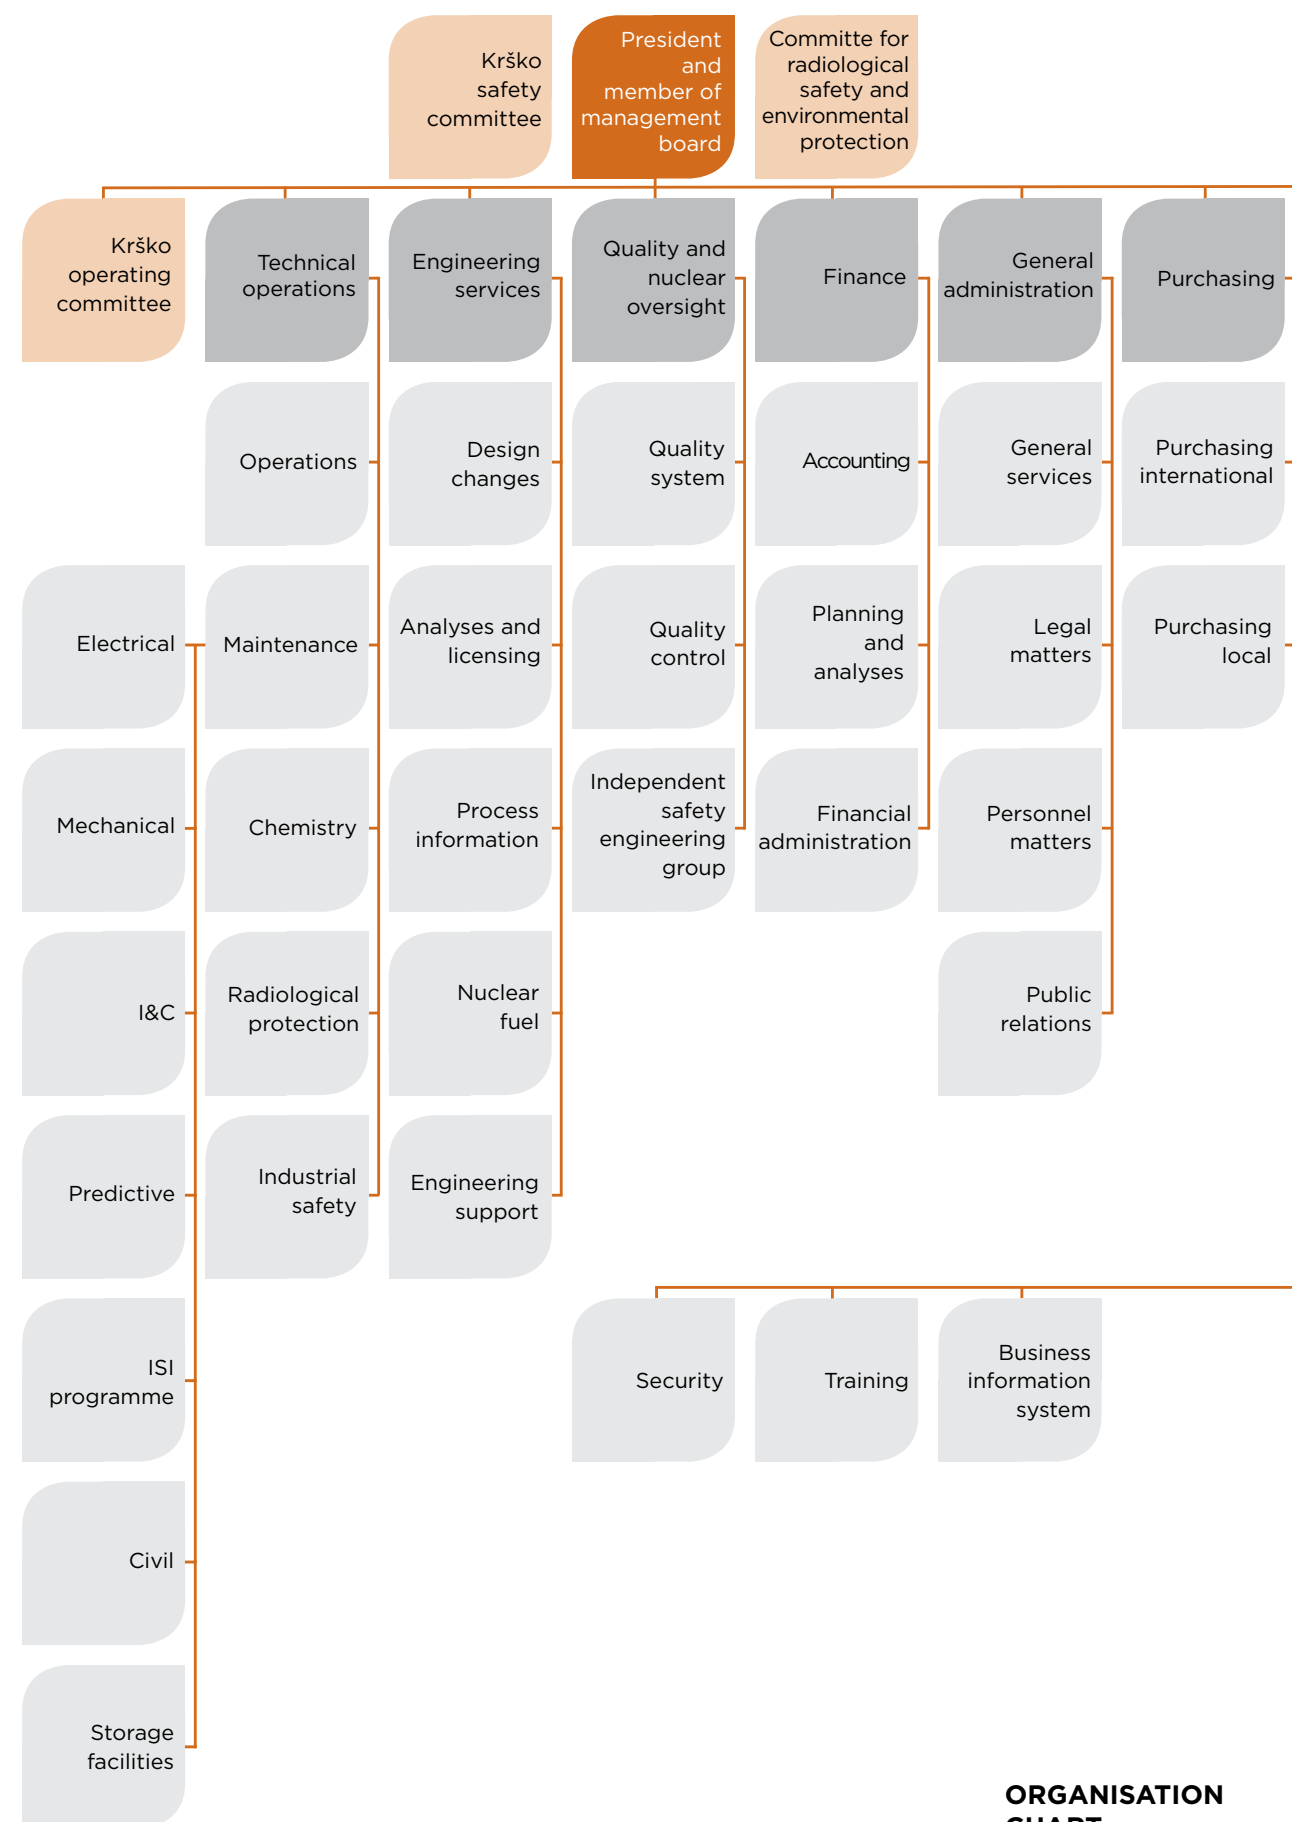 Krško
safety
committee
President
and
member of
management
board
Committe for
radiological
safety and
environmental
protection
Krško
operating
committee
Technical
operations
Engineering
services
Quality and
nuclear
oversight
Finance
General
administration
Purchasing
Operations
Design
changes
Quality
system
Accounting
General
services
Purchasing
international
Electrical
Maintenance
Analyses and
licensing
Quality
control
Planning
and
analyses
Legal
matters
Purchasing
local
Mechanical
Chemistry
Process
information
Independent
safety
engineering
group
Financial
administration
Personnel
matters
I&C
Radiological
protection
Nuclear
fuel
Public
relations
Predictive
Industrial
safety
Engineering
support
ISI
programme
Security
Training
Business
information
system
Civil
Storage
facilities
ORGANISATION
CHART